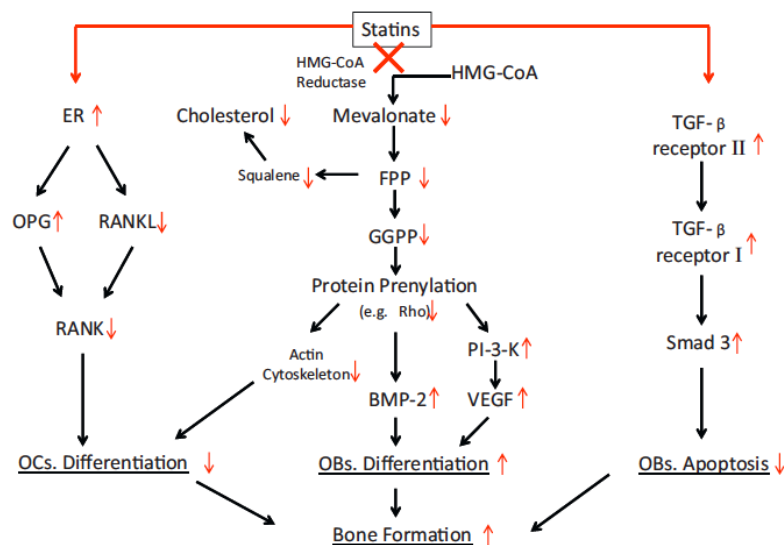 Statins
HMG-CoA
Reductase
HMG-CoA
ER ↑
Cholesterol ↓
Mevalonate ↓
TGF-β
receptor II ↑
Squalene ↓
FPP ↓
OPG ↑
RANKL ↓
GGPP ↓
TGF-β
receptor I ↑
Protein Prenylation
(e.g. Rho) ↓
RANK ↓
Actin
Cytoskeleton ↓
PI-3-K ↑
Smad 3 ↑
BMP-2 ↑
VEGF ↑
OCs. Differentiation ↓
OBs. Differentiation ↑
OBs. Apoptosis ↓
Bone Formation ↑